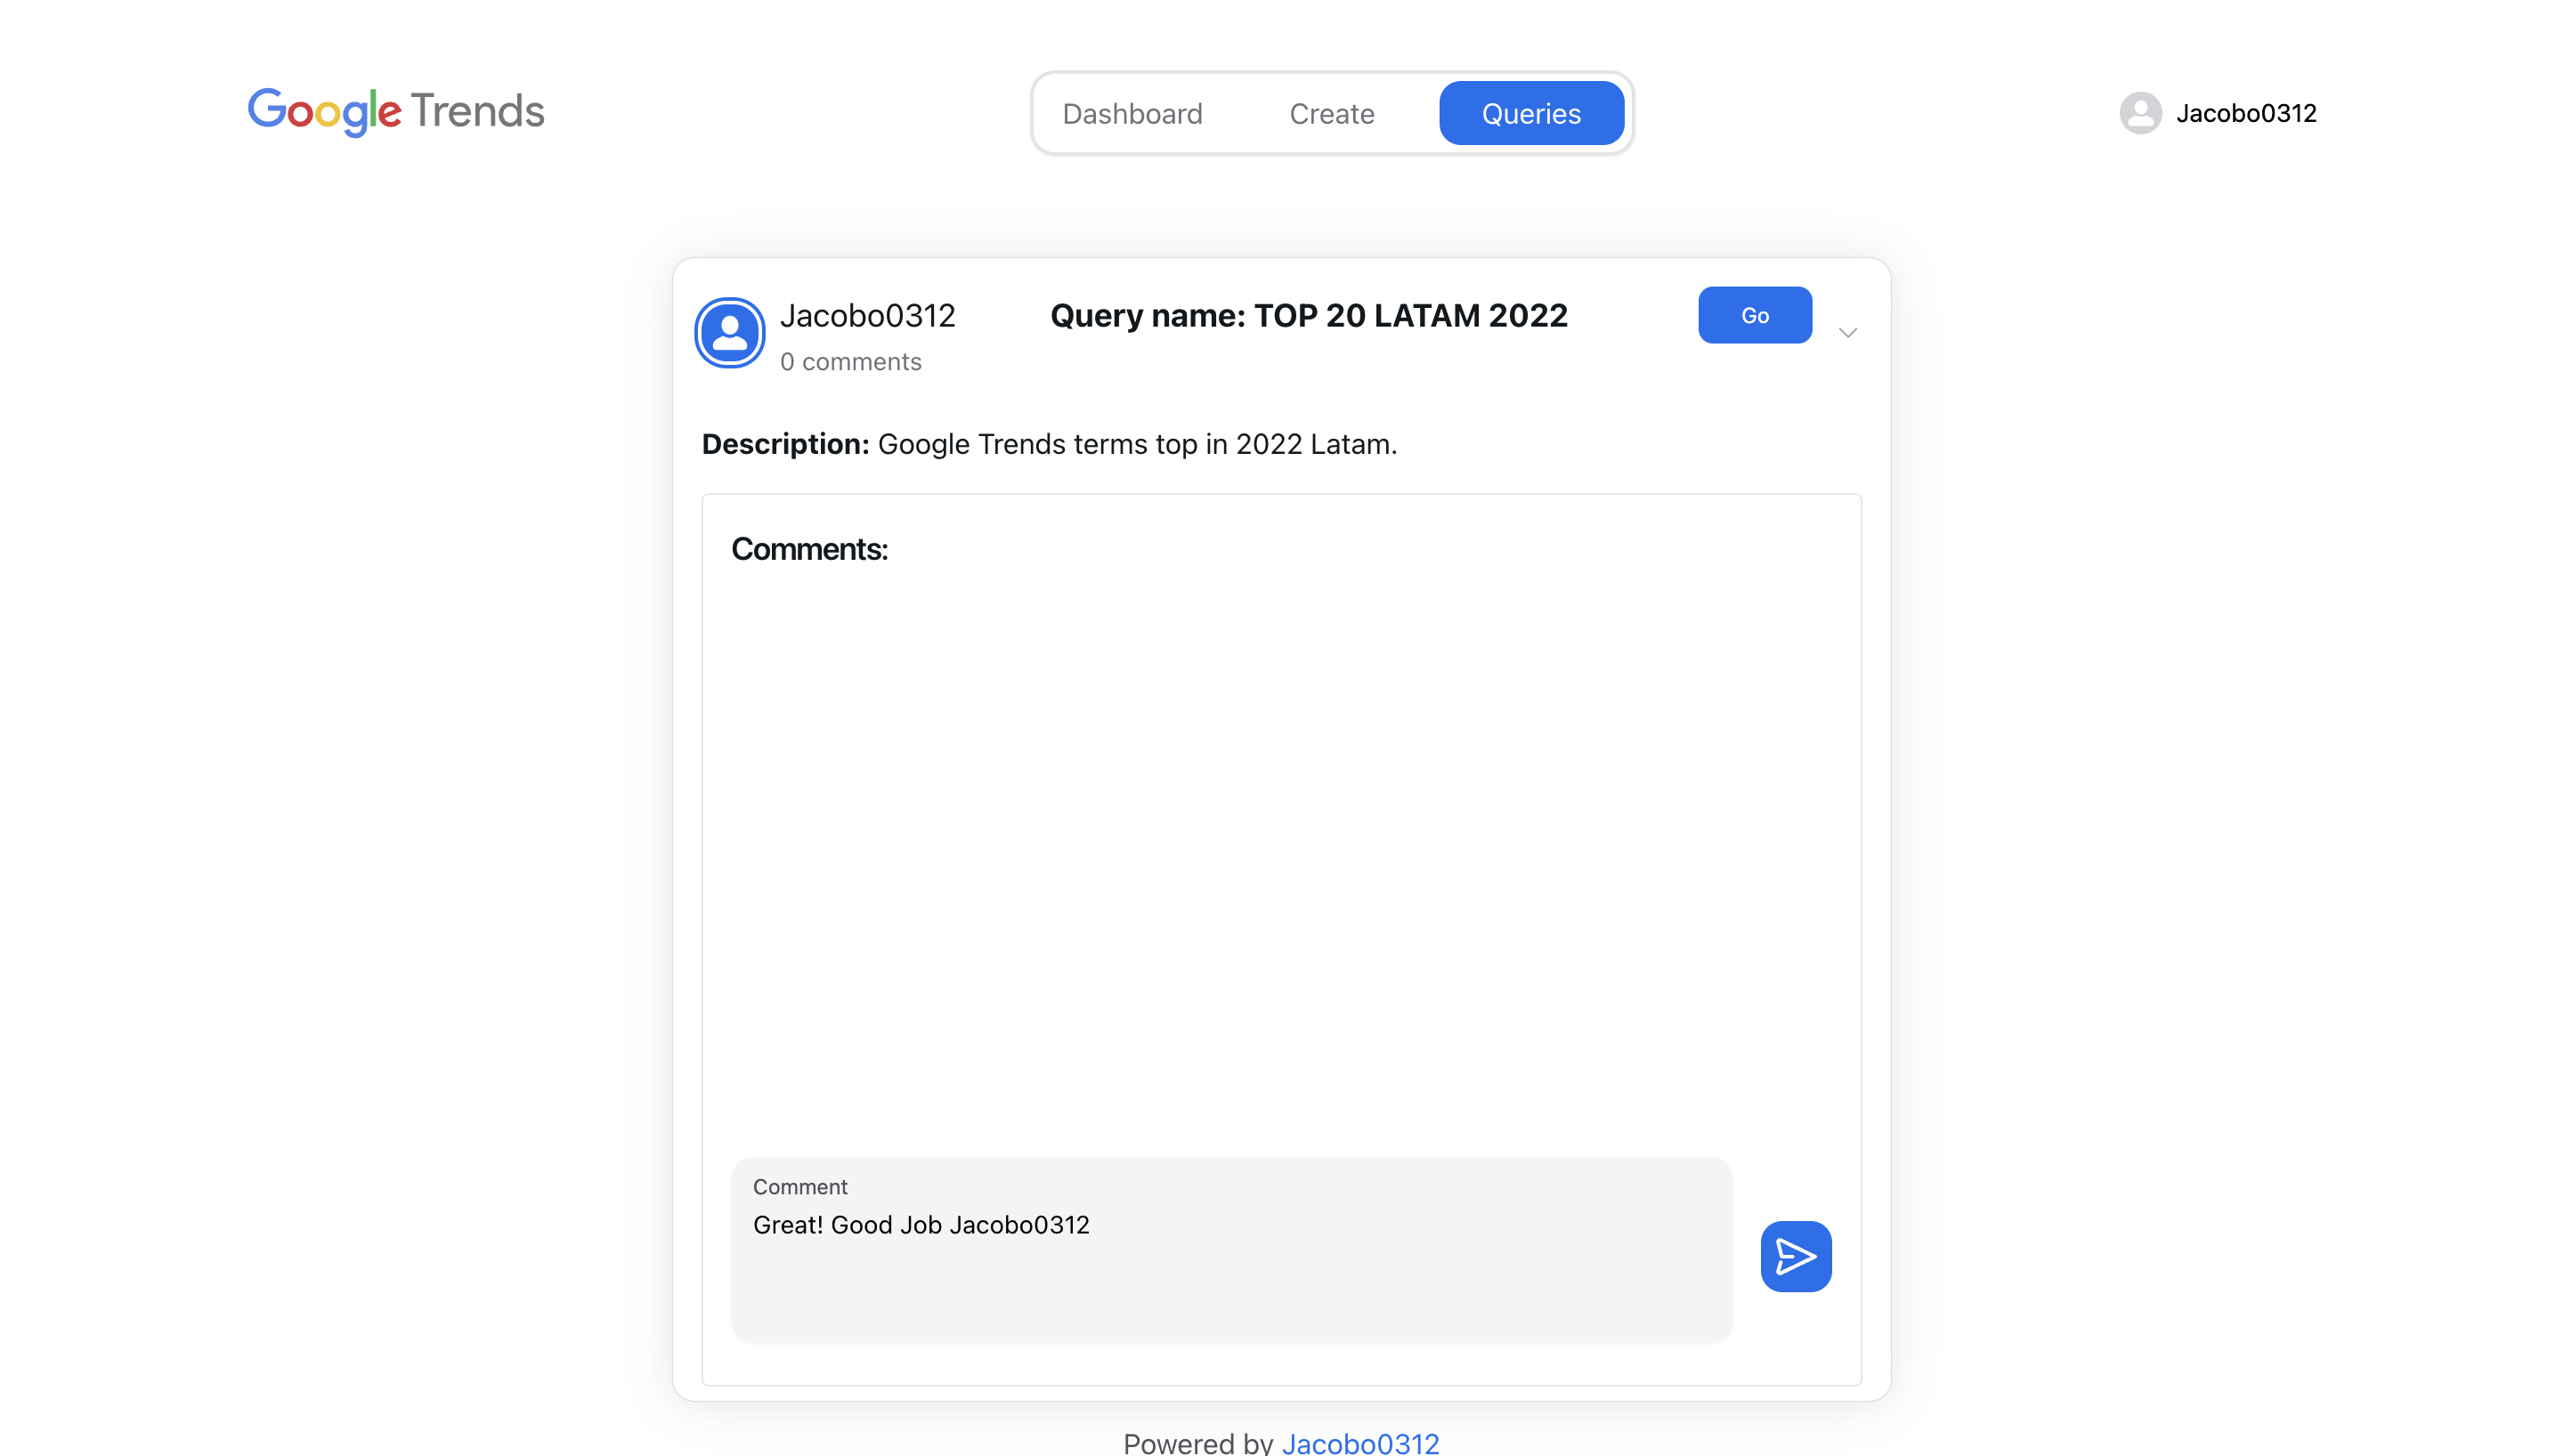 Google Trends
Dashboard Create Queries
Jacobo0312
Jacobo0312
0 comments
Query name: TOP 20 LATAM 2022
Go
Description: Google Trends terms top in 2022 Latam.
Comments:
Comment
Great! Good Job Jacobo0312
Powered by Jacobo0312